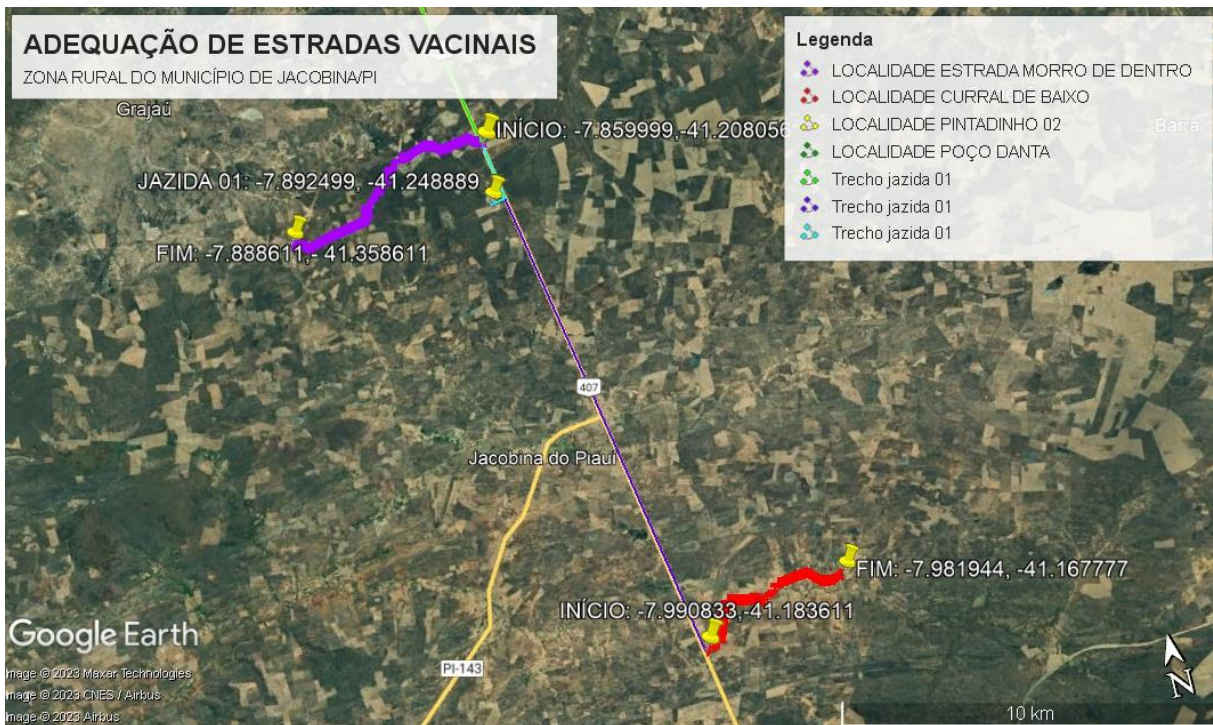 ADEQUAÇÃO DE ESTRADAS VACINAIS
ZONA RURAL DO MUNICÍPIO DE JACOBINA/PI
Legenda
LOCALIDADE ESTRADA MORRO DE DENTRO
LOCALIDADE CURRAL DE BAIXO
LOCALIDADE PINTADINHO 02
LOCALIDADE POÇO DANTA
Trecho jazida 01
Trecho jazida 01
Trecho jazida 01
Grajaú
Barra
INÍCIO: -7.859999,-41.208056
JAZIDA 01: -7.892499, -41.248889
FIM: -7.888611,- 41.358611
407
Jacobina do Piauí
FIM: -7.981944, -41.167777
INÍCIO: -7.990833,-41.183611
Google Earth
PI-143
Image © 2023 Maxar Technologies
Image © 2023 CNES / Airbus
Image © 2023 Airbus
N
10 km